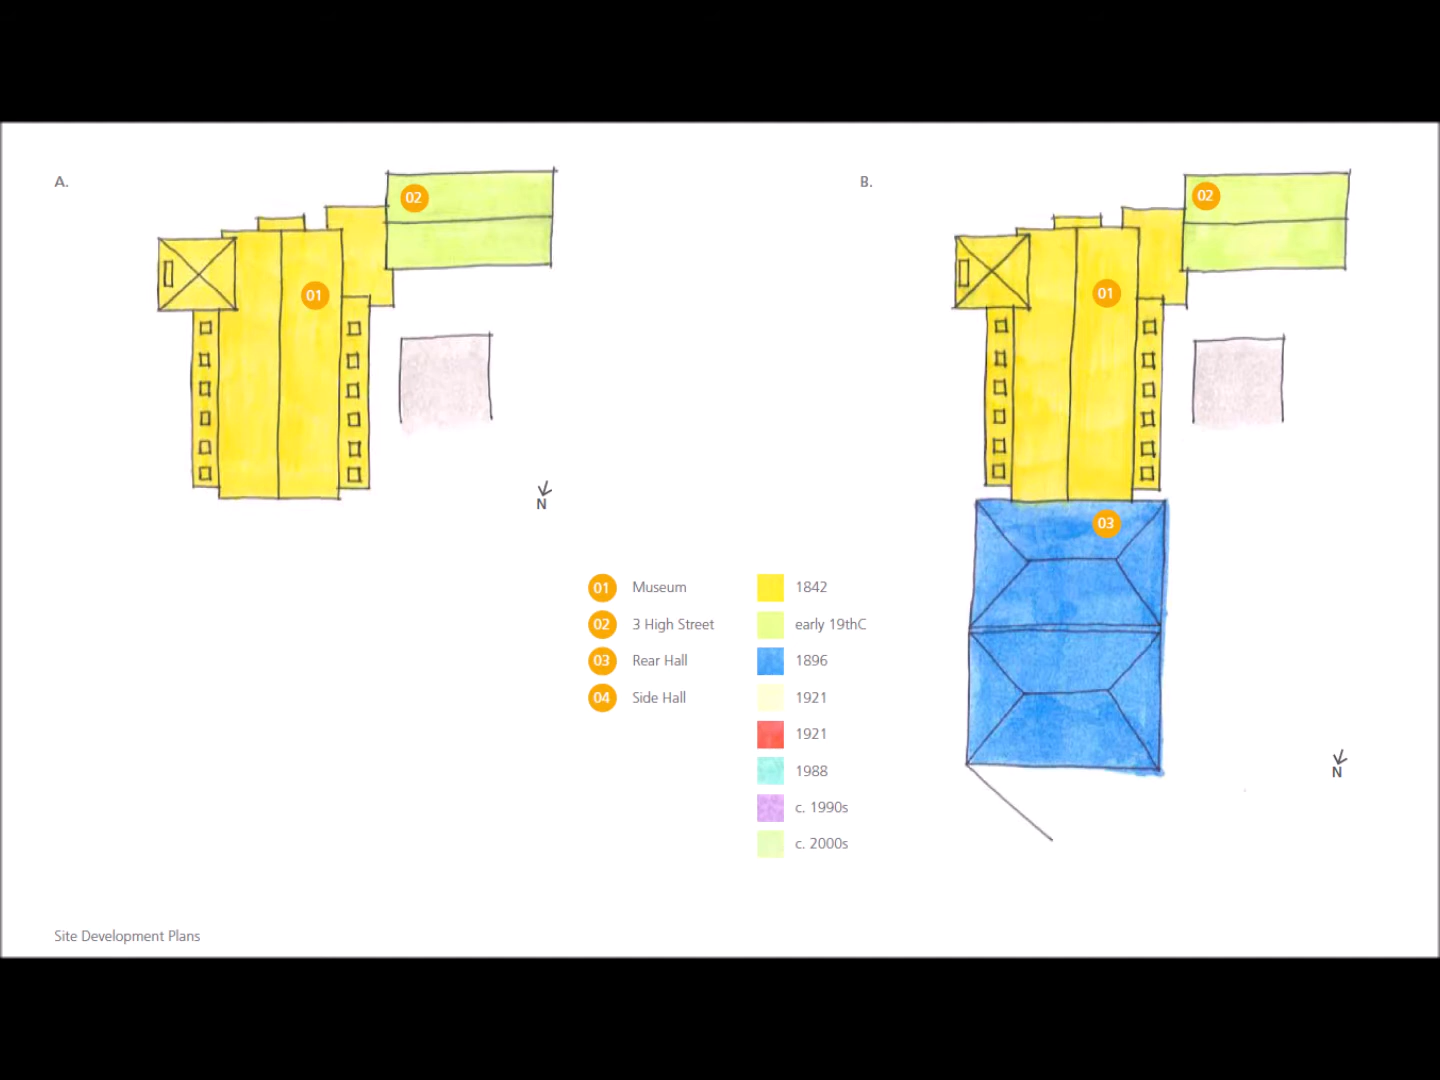 A.
B.
02
02
01
01
N
03
01 Museum 1842
02 3 High Street early 19thC
03 Rear Hall 1896
04 Side Hall 1921
1921
1988
N
c. 1990s
c. 2000s
Site Development Plans